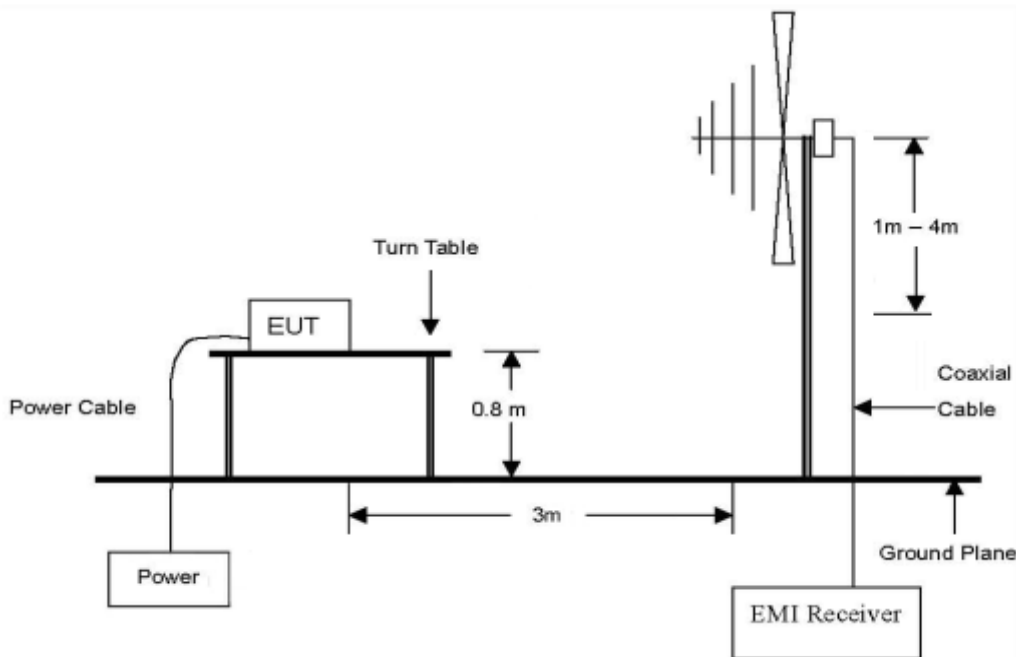 1m – 4m
Turn Table
EUT
Coaxial
Cable
Power Cable
0.8 m
3m
Ground Plane
Power
EMI Receiver